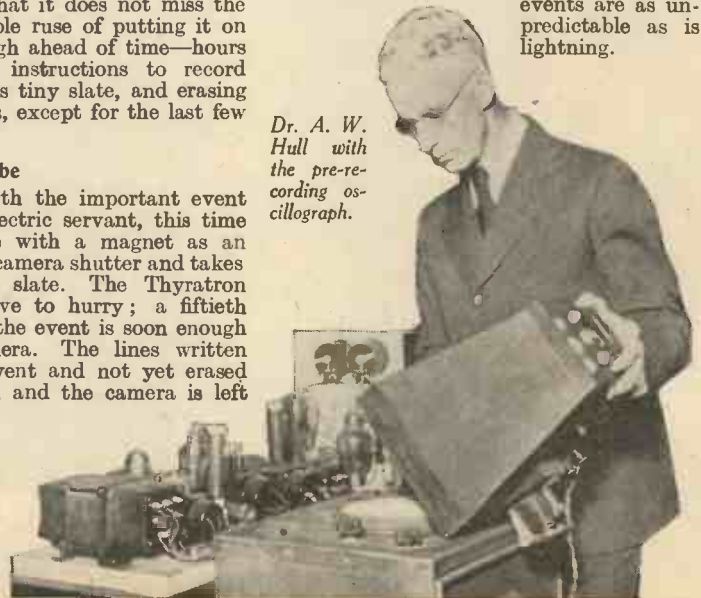 hat it does not miss the
ple ruse of putting it on
gh ahead of time—hours
instructions to record
s tiny slate, and erasing
s, except for the last few
be
th the important event
ectric servant, this time
with a magnet as an
camera shutter and takes
slate. The Thyratron
ve to hurry; a fiftieth
the event is soon enough
era. The lines written
vent and not yet erased
and the camera is left
Dr. A. W.
Hull with
the pre-re-
cording os-
cillograph.
events are as un-
predictable as is
lightning.